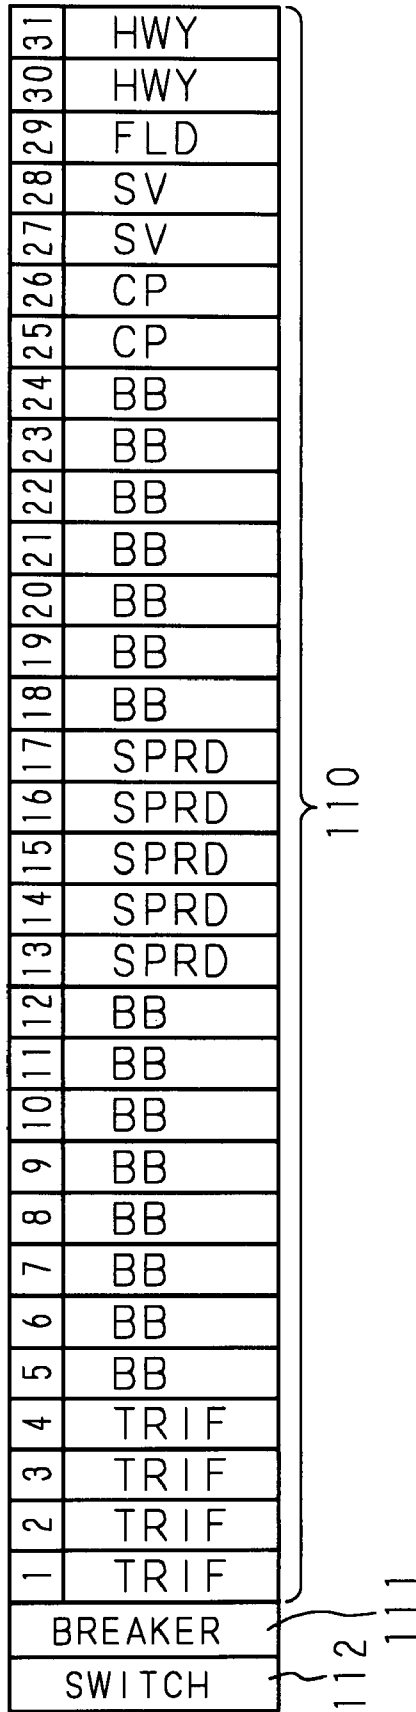 31 HWY
30 HWY
29 FLD
28 SV
27 SV
26 CP
25 CP
24 BB
23 BB
22 BB
21 BB
20 BB
19 BB
18 BB
17 SPRD
16 SPRD
15 SPRD
14 SPRD
13 SPRD
12 BB
11 BB
10 BB
9 BB
8 BB
7 BB
6 BB
5 BB
4 TRIF
3 TRIF
2 TRIF
1 TRIF
BREAKER
SWITCH
110
111
112